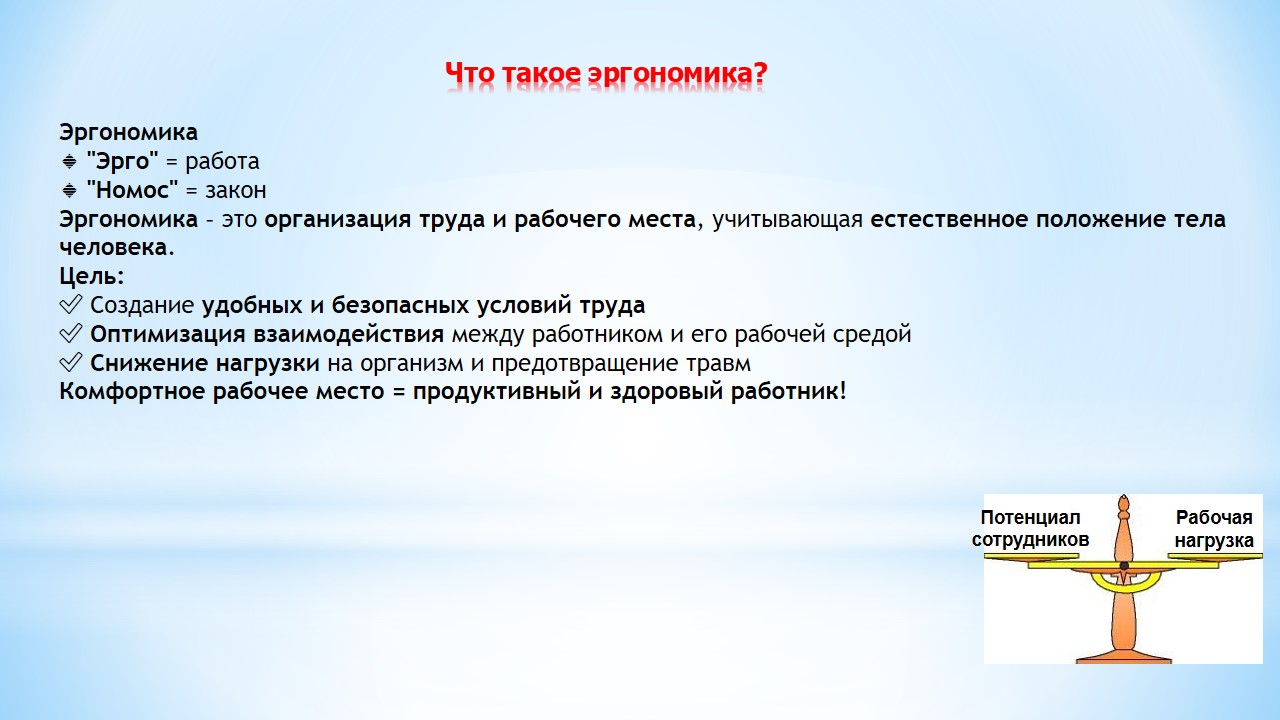 Что такое эргономика?
Эргономика
"Эрго" = работа
"Номос" = закон
Эргономика – это организация труда и рабочего места, учитывающая естественное положение тела
человека.
Цель:
✓ Создание удобных и безопасных условий труда
✓ Оптимизация взаимодействия между работником и его рабочей средой
✓ Снижение нагрузки на организм и предотвращение травм
Комфортное рабочее место = продуктивный и здоровый работник!
Потенциал
сотрудников
Рабочая
нагрузка